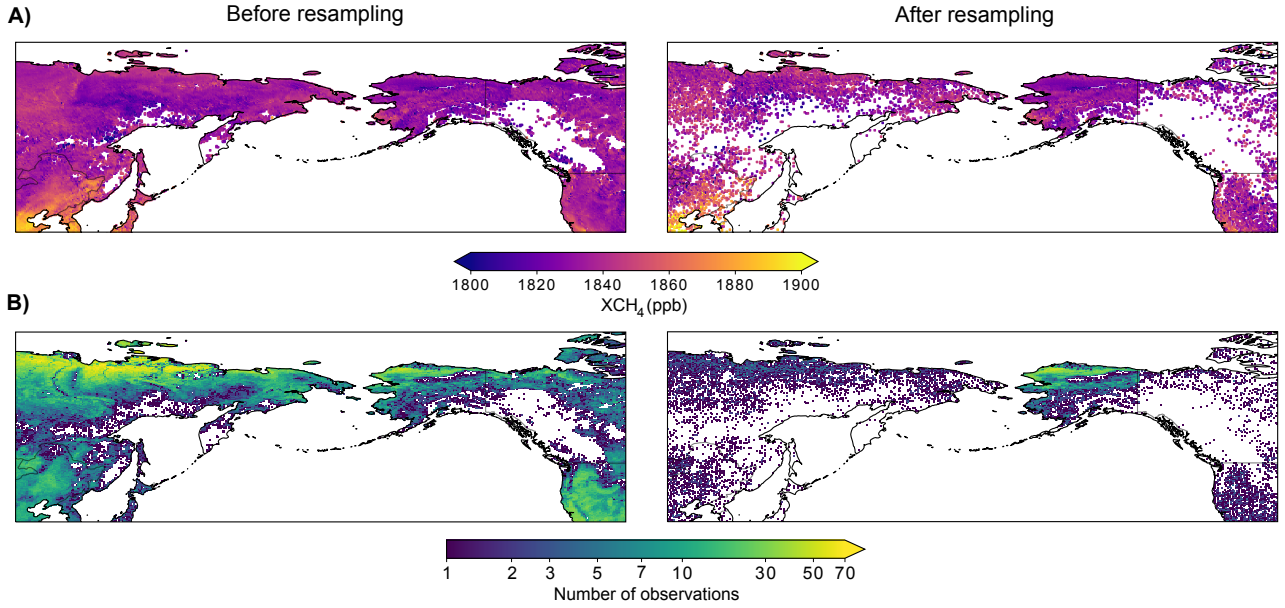 Before resampling
After resampling
A)
1800 1820 1840 1860 1880 1900
XCH4 (ppb)
B)
1 2 3 5 7 10 30 50 70
Number of observations